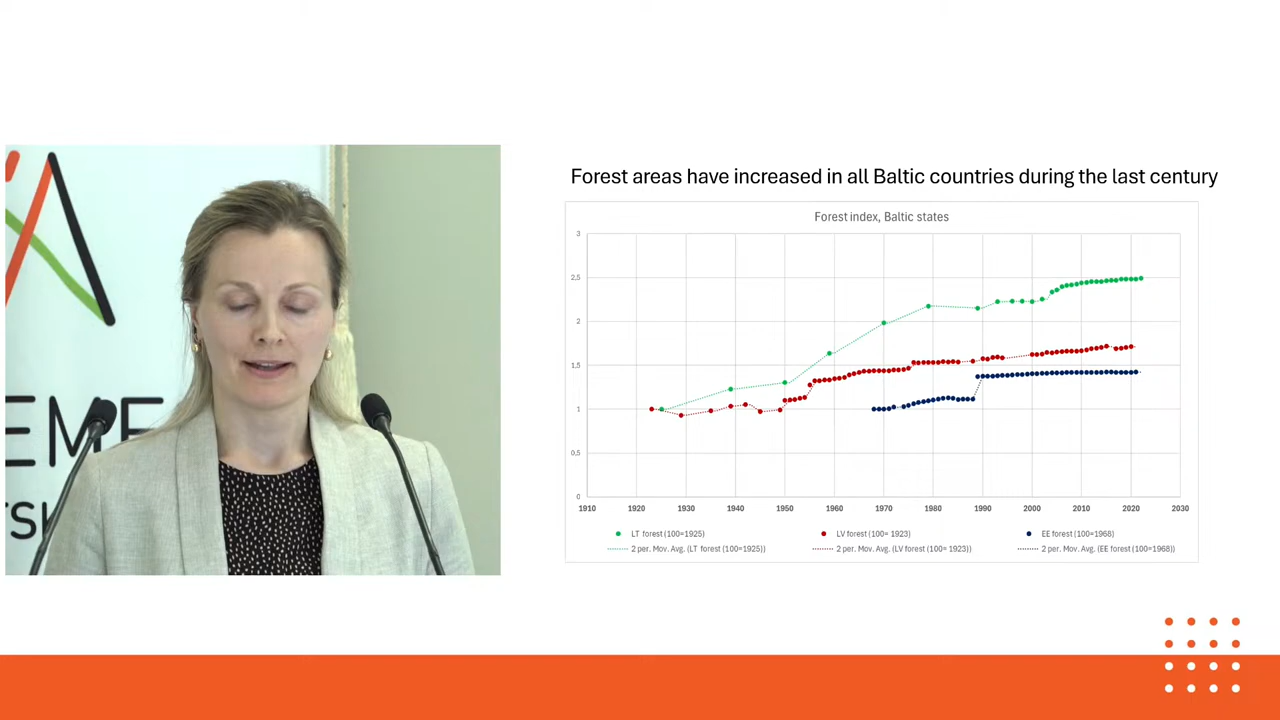 EME
Forest areas have increased in all Baltic countries during the last century
Forest index, Baltic states
3
2,5
2
1,5
1
0,5
0
1910 1920 1930 1940 1950 1960 1970 1980 1990 2000 2010 2020 2030
LT forest (100=1925) LV forest (100= 1923) EE forest (100=1968)
2 per. Mov. Avg. (LT forest (100=1925)) 2 per. Mov. Avg. (LV forest (100= 1923)) 2 per. Mov. Avg. (EE forest (100=1968))